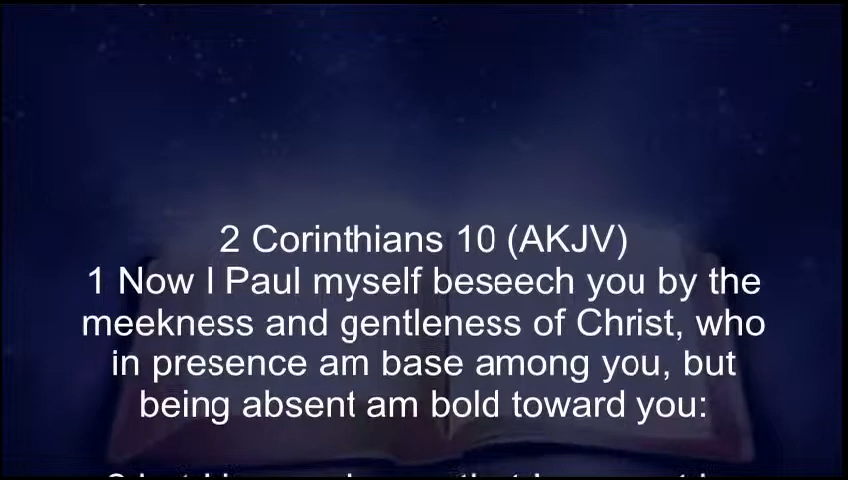 2 Corinthians 10 (AKJV)
1 Now I Paul myself beseech you by the
meekness and gentleness of Christ, who
in presence am base among you, but
being absent am bold toward you: